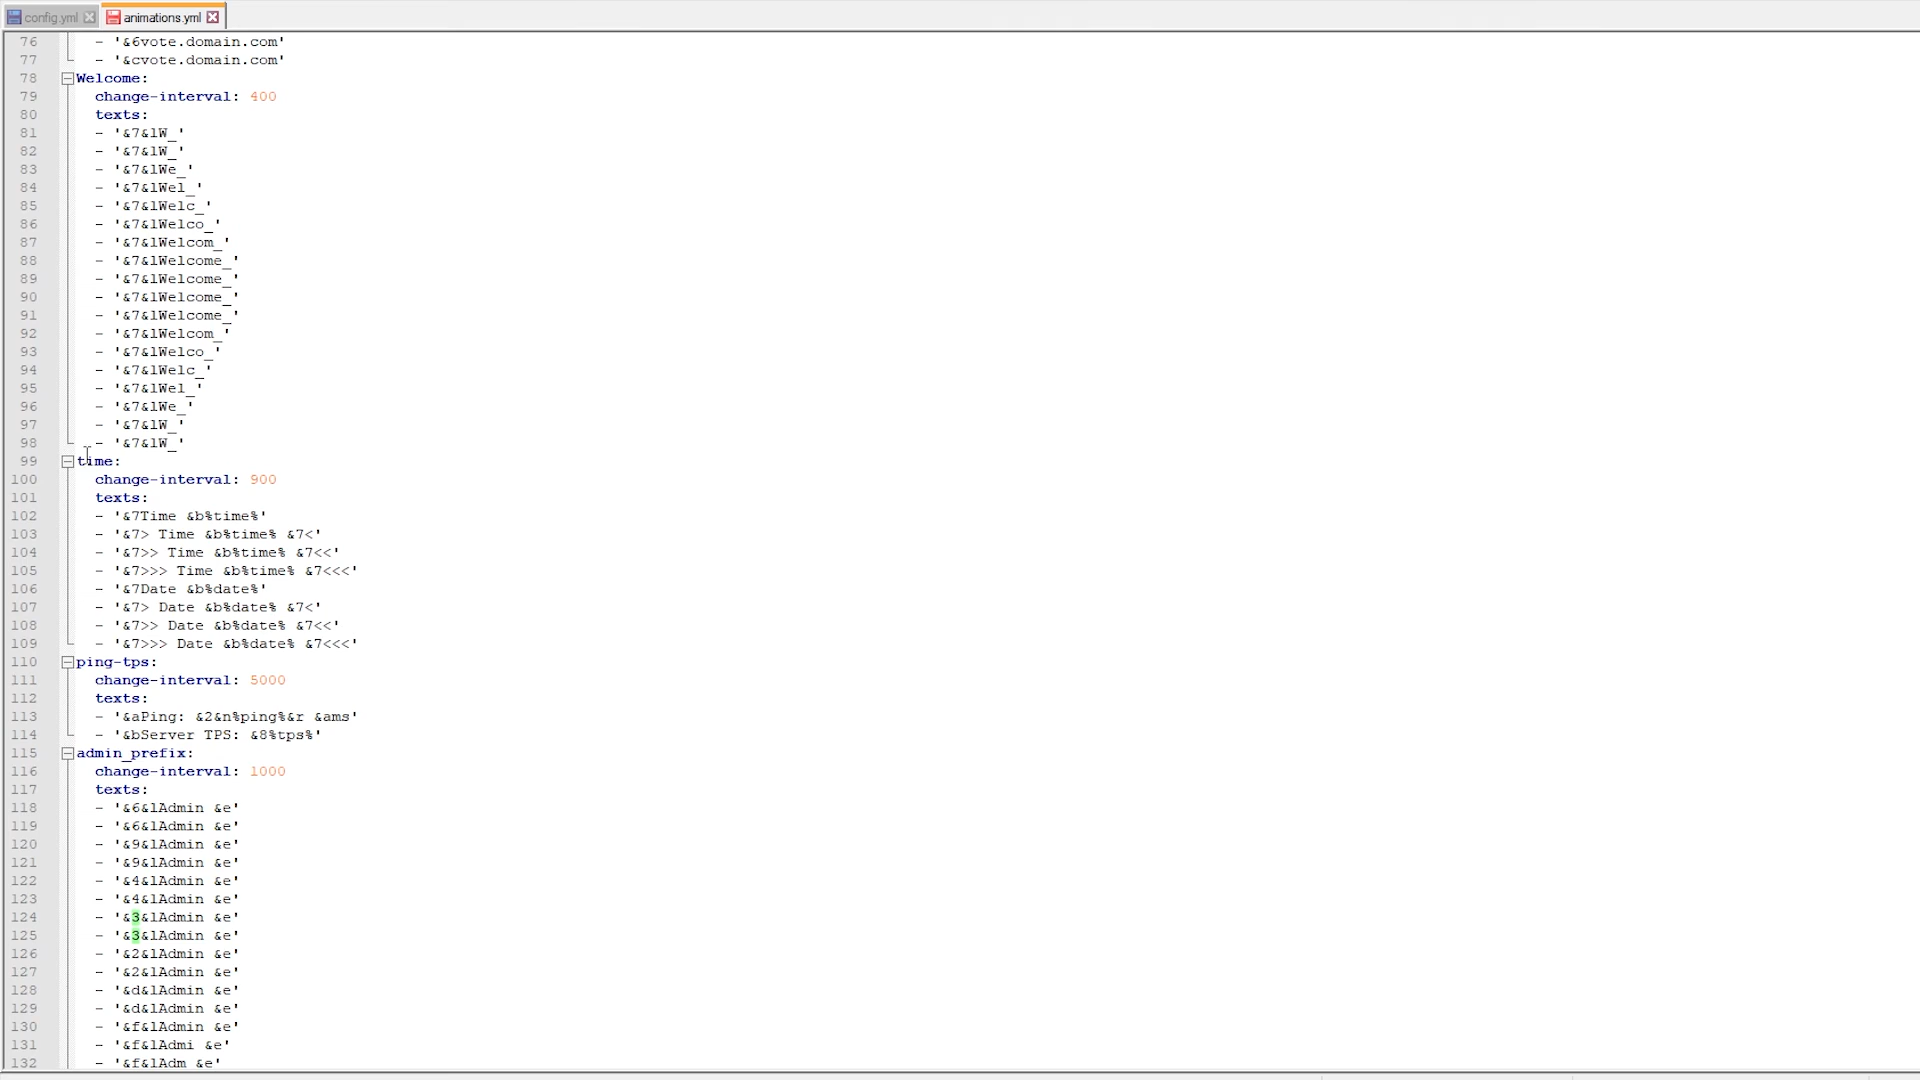 config.yml animations.yml
76 - '&6vote.domain.com'
77 - '&cvote.domain.com'
78 Welcome:
79 change-interval: 400
80 texts:
81 - '&7&lW_'
82 - '&7&lW_'
83 - '&7&lWe_'
84 - '&7&lWel_'
85 - '&7&lWelc_'
86 - '&7&lWelco_'
87 - '&7&lWelcom_'
88 - '&7&lWelcome_'
89 - '&7&lWelcome_'
90 - '&7&lWelcome_'
91 - '&7&lWelcome_'
92 - '&7&lWelcom_'
93 - '&7&lWelco_'
94 - '&7&lWelc_'
95 - '&7&lWel_'
96 - '&7&lWe_'
97 - '&7&lW_'
98 - '&7&lW_'
99 time:
100 change-interval: 900
101 texts:
102 - '&7Time &b%time%'
103 - '&7> Time &b%time% &7<'
104 - '&7>> Time &b%time% &7<<'
105 - '&7>>> Time &b%time% &7<<<'
106 - '&7Date &b%date%'
107 - '&7> Date &b%date% &7<'
108 - '&7>> Date &b%date% &7<<'
109 - '&7>>> Date &b%date% &7<<<'
110 ping-tps:
111 change-interval: 5000
112 texts:
113 - '&aPing: &2&n%ping%&r &ams'
114 - '&bServer TPS: &8%tps%'
115 admin_prefix:
116 change-interval: 1000
117 texts:
118 - '&6&lAdmin &e'
119 - '&6&lAdmin &e'
120 - '&9&lAdmin &e'
121 - '&9&lAdmin &e'
122 - '&4&lAdmin &e'
123 - '&4&lAdmin &e'
124 - '&3&lAdmin &e'
125 - '&3&lAdmin &e'
126 - '&2&lAdmin &e'
127 - '&2&lAdmin &e'
128 - '&d&lAdmin &e'
129 - '&d&lAdmin &e'
130 - '&f&lAdmin &e'
131 - '&f&lAdmi &e'
132 - '&f&lAdm &e'